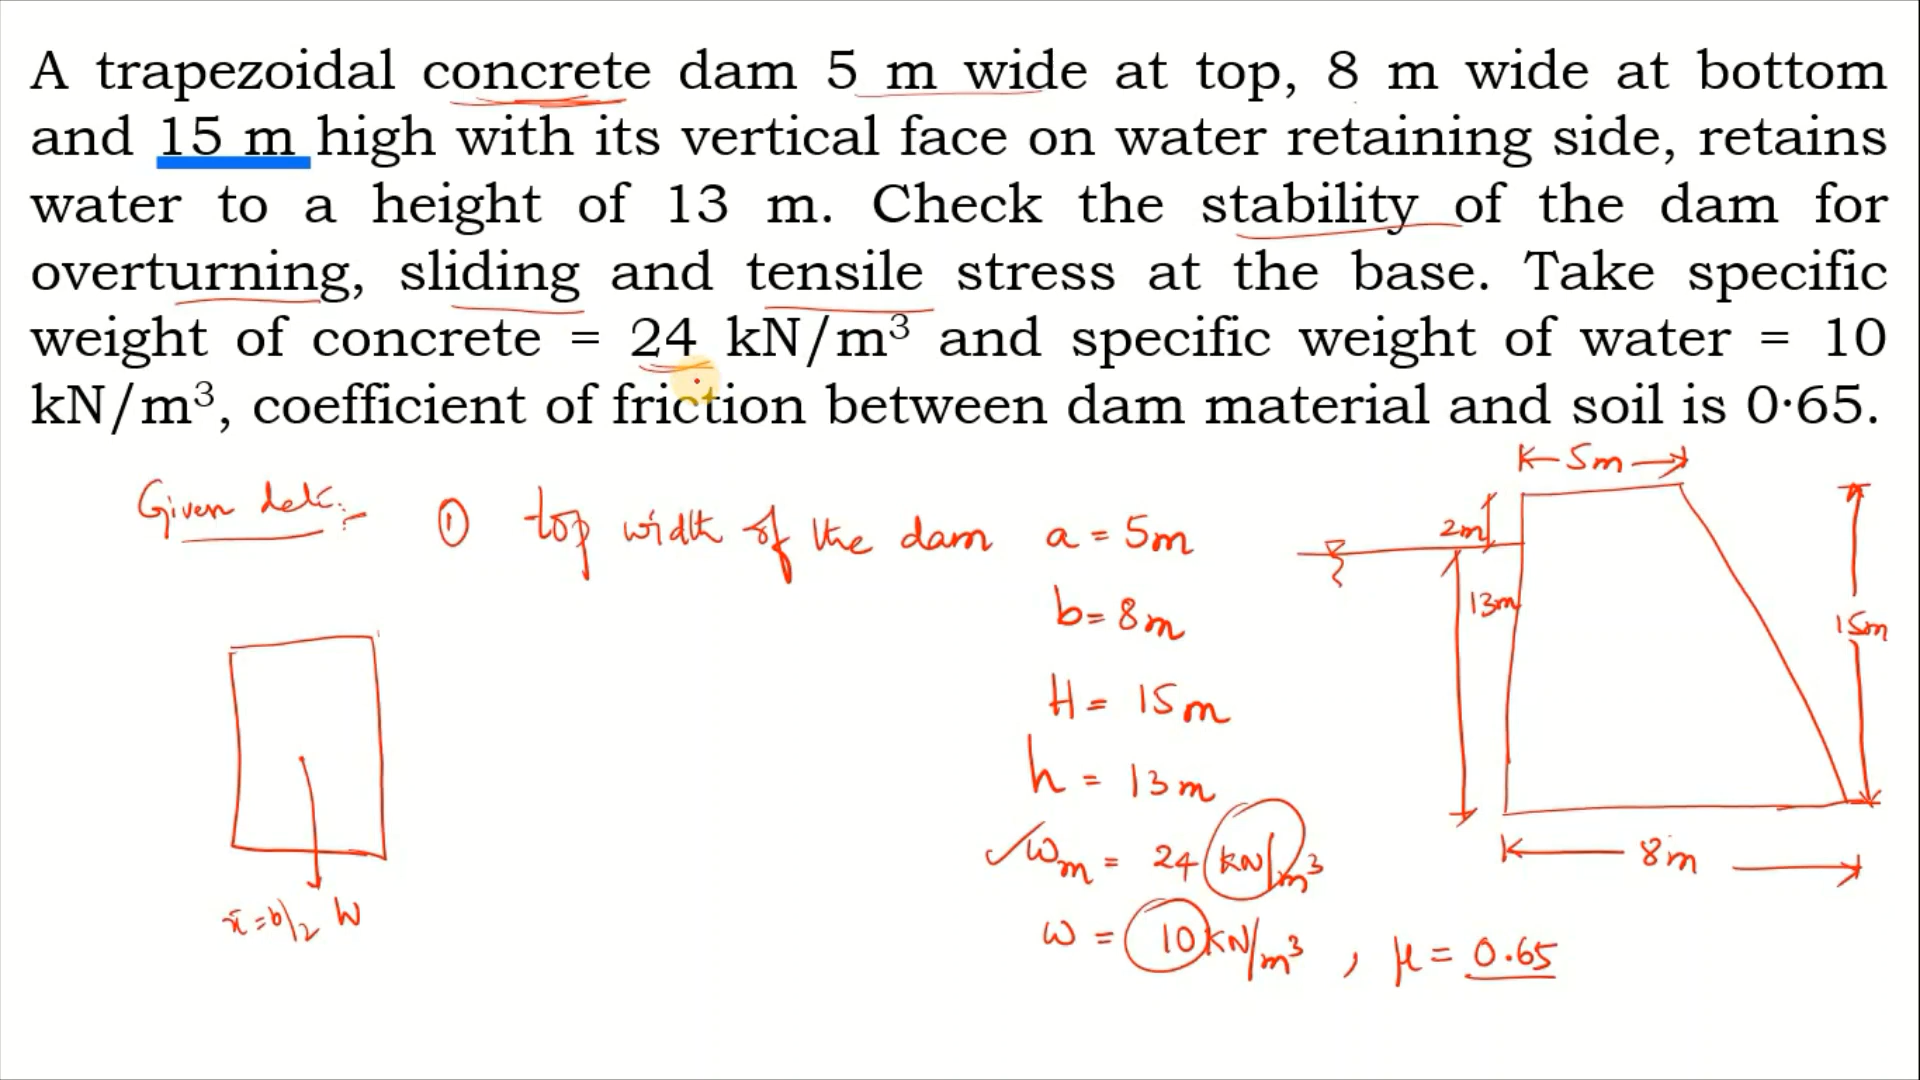 A trapezoidal concrete dam 5 m wide at top, 8 m wide at bottom
and 15 m high with its vertical face on water retaining side, retains
water to a height of 13 m. Check the stability of the dam for
overturning, sliding and tensile stress at the base. Take specific
weight of concrete = 24 kN/m³ and specific weight of water = 10
kN/m³, coefficient of friction between dam material and soil is 0·65.
Given
① top width of the dam a = 5m
b = 8m
H = 15m
h = 13m
✓ wm = 24 kN/m³
w = 10 kN/m³, μ = 0.65
x̄ = b/2 W
5m
2m
13m
15m
8m